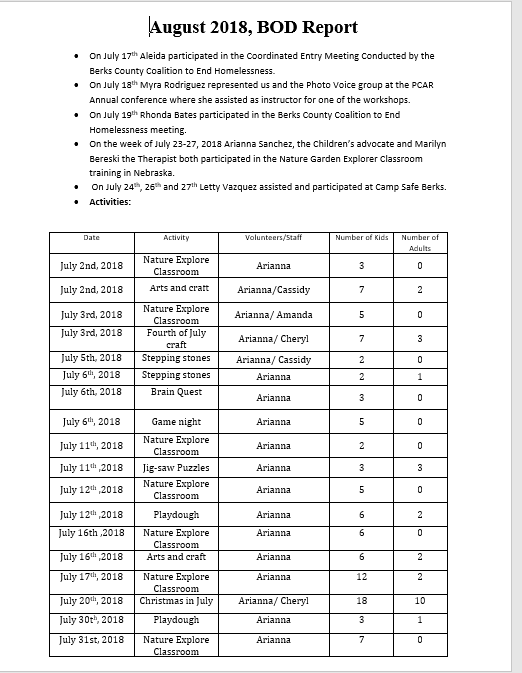 August 2018, BOD Report
• On July 17th Aleida participated in the Coordinated Entry Meeting Conducted by the
Berks County Coalition to End Homelessness.
• On July 18th Myra Rodriguez represented us and the Photo Voice group at the PCAR
Annual conference where she assisted as instructor for one of the workshops.
• On July 19th Rhonda Bates participated in the Berks County Coalition to End
Homelessness meeting.
• On the week of July 23-27, 2018 Arianna Sanchez, the Children's advocate and Marilyn
Bereski the Therapist both participated in the Nature Garden Explorer Classroom
training in Nebraska.
• On July 24th, 26th and 27th Letty Vazquez assisted and participated at Camp Safe Berks.
• Activities:
Date Activity Volunteers/Staff Number of Kids Number of
Adults
July 2nd, 2018 Nature Explore
Classroom Arianna 3 0
July 2nd, 2018 Arts and craft Arianna/Cassidy 7 2
July 3rd, 2018 Nature Explore
Classroom Arianna/ Amanda 5 0
July 3rd, 2018 Fourth of July
craft Arianna/ Cheryl 7 3
July 5th, 2018 Stepping stones Arianna/ Cassidy 2 0
July 6th, 2018 Stepping stones Arianna 2 1
July 6th, 2018 Brain Quest Arianna 3 0
July 6th, 2018 Game night Arianna 5 0
July 11th, 2018 Nature Explore
Classroom Arianna 2 0
July 11th ,2018 Jig-saw Puzzles Arianna 3 3
July 12th ,2018 Nature Explore
Classroom Arianna 5 0
July 12th ,2018 Playdough Arianna 6 2
July 16th ,2018 Nature Explore
Classroom Arianna 6 0
July 16th ,2018 Arts and craft Arianna 6 2
July 17th, 2018 Nature Explore
Classroom Arianna 12 2
July 20th, 2018 Christmas in July Arianna/ Cheryl 18 10
July 30th, 2018 Playdough Arianna 3 1
July 31st, 2018 Nature Explore
Classroom Arianna 7 0